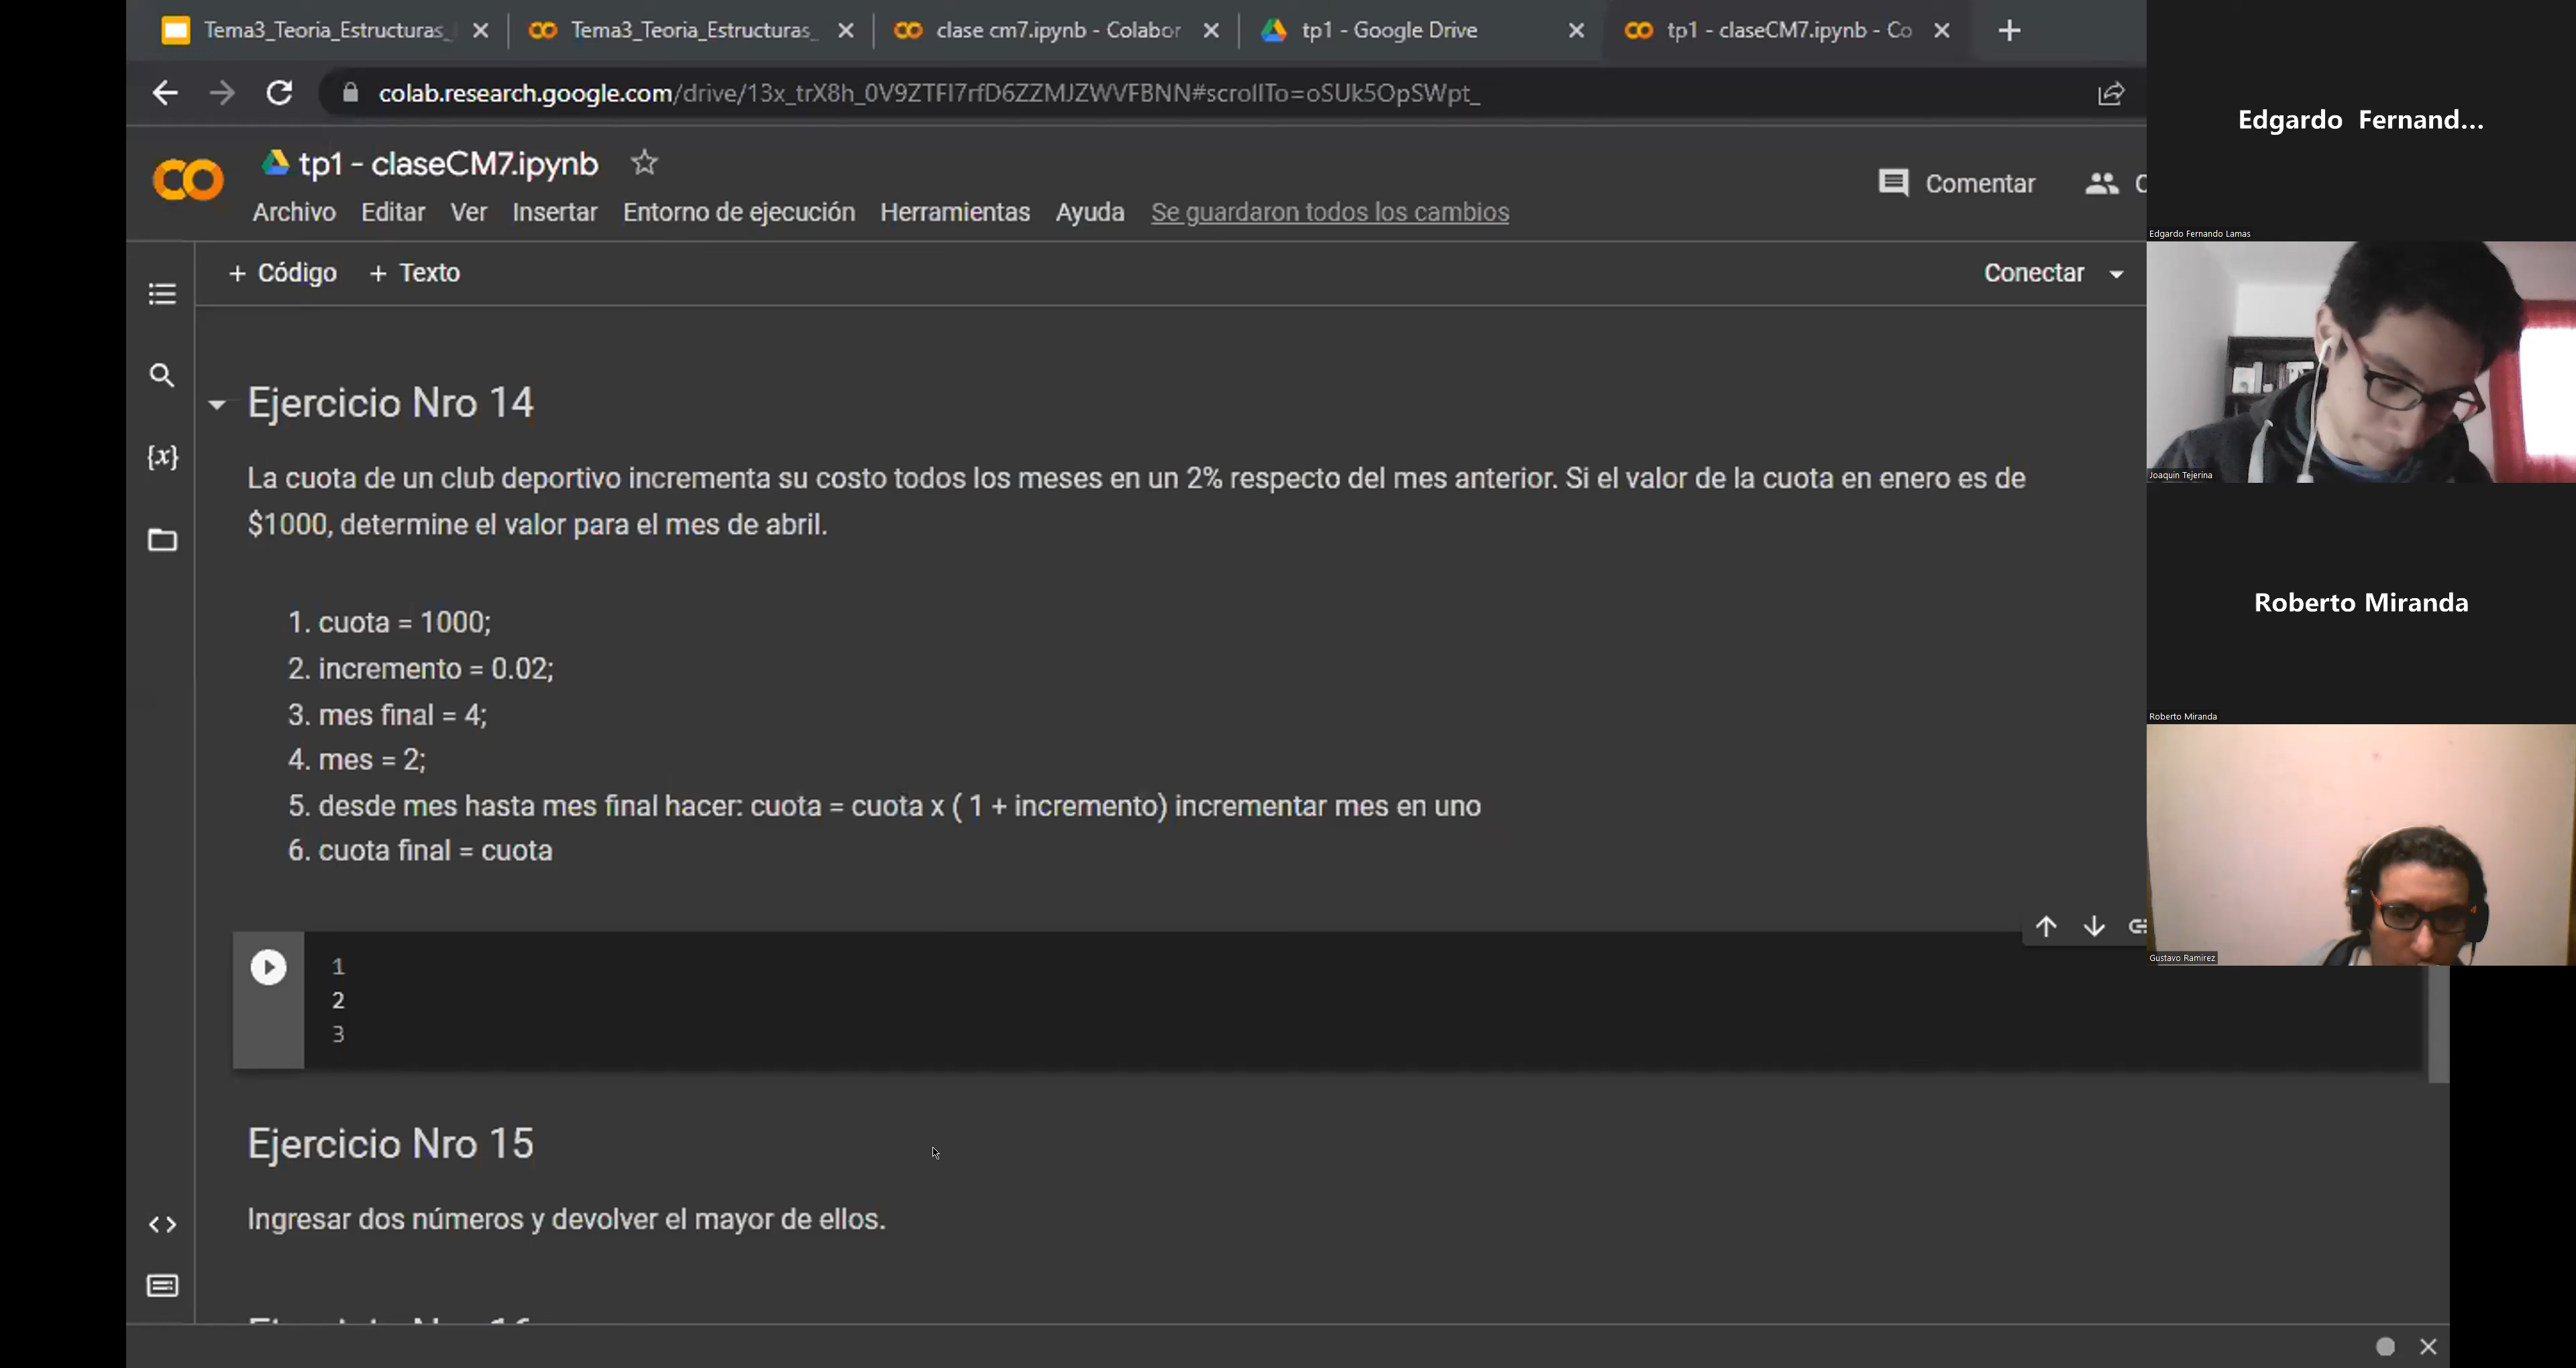 Tema3_Teoria_Estructuras_
Tema3_Teoria_Estructuras_
clase cm7.ipynb - Colabor
tp1 - Google Drive
tp1 - claseCM7.ipynb - Co
colab.research.google.com/drive/13x_trX8h_0V9ZTFI7rfD6ZZMJZWVFBNN#scrollTo=oSUk5OpSWpt_
tp1 - claseCM7.ipynb
Comentar
C
Archivo Editar Ver Insertar Entorno de ejecución Herramientas Ayuda Se guardaron todos los cambios
+ Código + Texto
Conectar
{x}
Ejercicio Nro 14
La cuota de un club deportivo incrementa su costo todos los meses en un 2% respecto del mes anterior. Si el valor de la cuota en enero es de
$1000, determine el valor para el mes de abril.
1. cuota = 1000;
2. incremento = 0.02;
3. mes final = 4;
4. mes = 2;
5. desde mes hasta mes final hacer: cuota = cuota x ( 1 + incremento) incrementar mes en uno
6. cuota final = cuota
1
2
3
Ejercicio Nro 15
Ingresar dos números y devolver el mayor de ellos.
Edgardo Fernand...
Edgardo Fernando Lamas
Joaquin Tejerina
Roberto Miranda
Roberto Miranda
Gustavo Ramirez